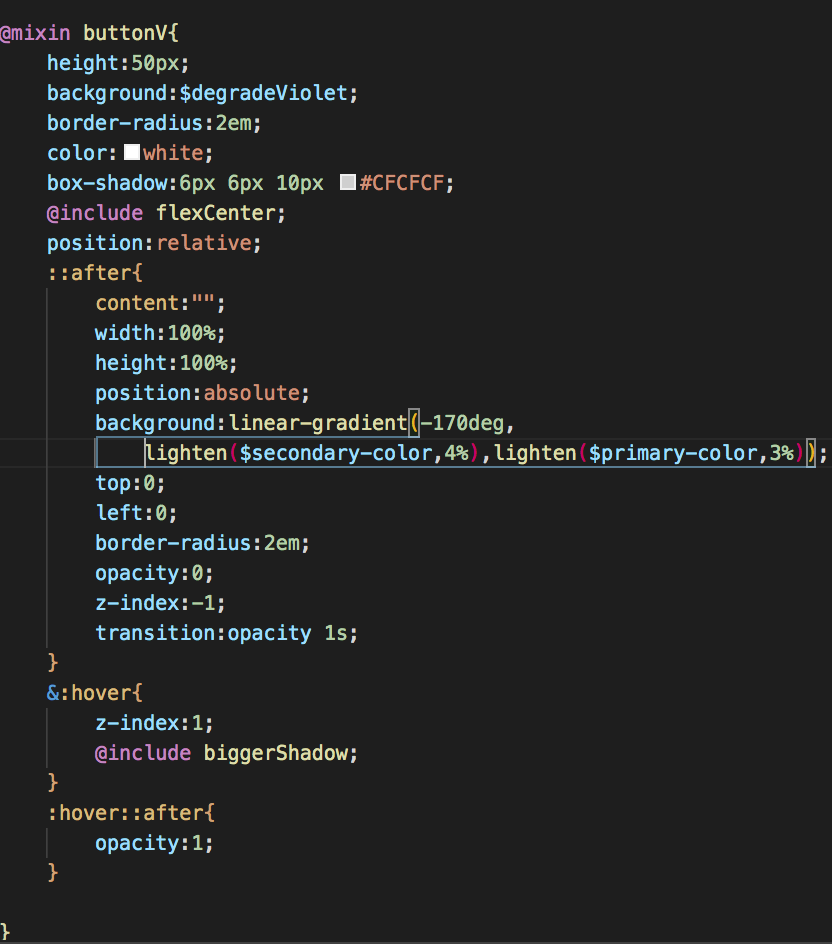 @mixin buttonV{
    height:50px;
    background:$degradeViolet;
    border-radius:2em;
    color:white;
    box-shadow:6px 6px 10px #CFCFCF;
    @include flexCenter;
    position:relative;
    ::after{
        content:"";
        width:100%;
        height:100%;
        position:absolute;
        background:linear-gradient(-170deg,
            lighten($secondary-color,4%),lighten($primary-color,3%));
        top:0;
        left:0;
        border-radius:2em;
        opacity:0;
        z-index:-1;
        transition:opacity 1s;
    }
    &:hover{
        z-index:1;
        @include biggerShadow;
    }
    :hover::after{
        opacity:1;
    }

}